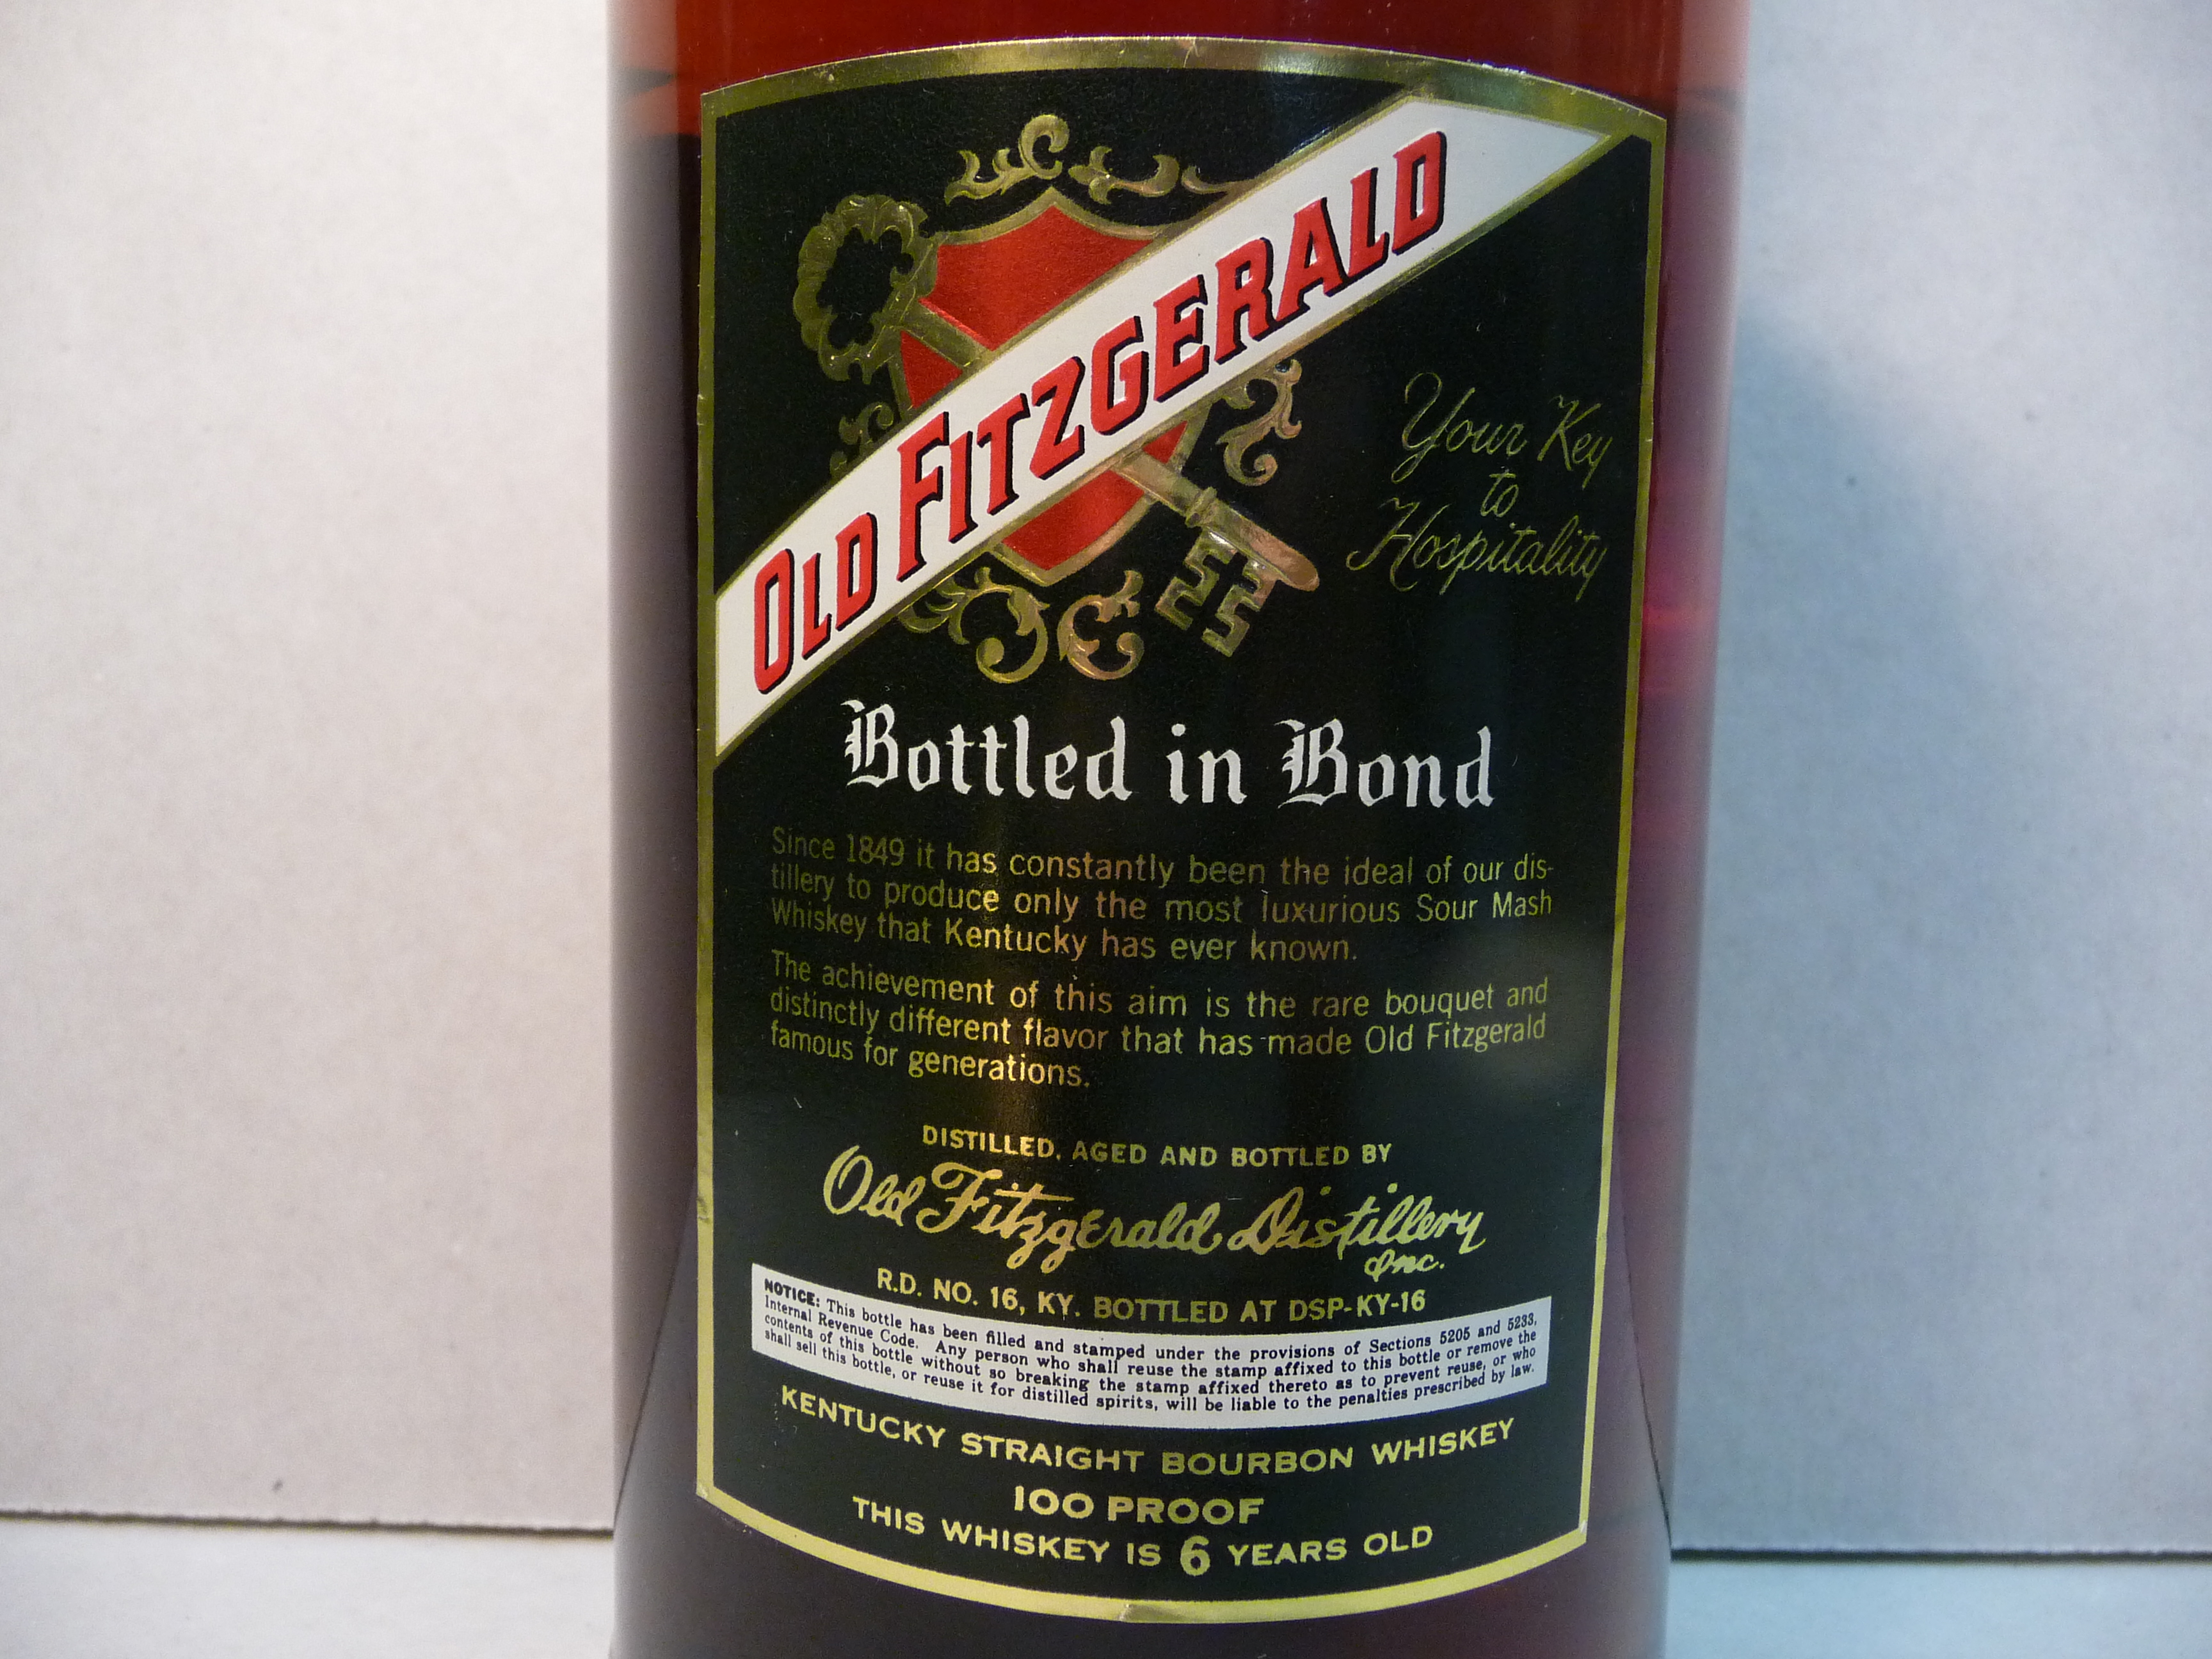 OLD FITZGERALD
Your Key
to
Hospitality
Bottled in Bond
Since 1849 it has constantly been the ideal of our dis-
tillery to produce only the most luxurious Sour Mash
Whiskey that Kentucky has ever known.
The achievement of this aim is the rare bouquet and
distinctly different flavor that has made Old Fitzgerald
famous for generations.
DISTILLED, AGED AND BOTTLED BY
Old Fitzgerald Distillery
Inc.
R.D. NO. 16, KY. BOTTLED AT DSP-KY-16
NOTICE: This bottle has been filled and stamped under the provisions of Sections 5205 and 5233,
Internal Revenue Code. Any person who shall reuse the stamp affixed to this bottle or remove the
contents of this bottle without so breaking the stamp affixed thereto as to prevent reuse, or who
shall sell this bottle, or reuse it for distilled spirits, will be liable to the penalties prescribed by law.
KENTUCKY STRAIGHT BOURBON WHISKEY
100 PROOF
THIS WHISKEY IS 6 YEARS OLD